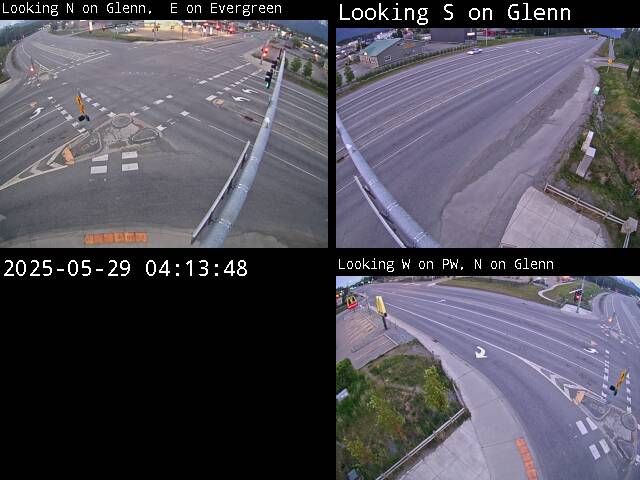 Looking N on Glenn,  E on Evergreen
Looking S on Glenn
2025-05-29 04:13:48
Looking W on PW, N on Glenn